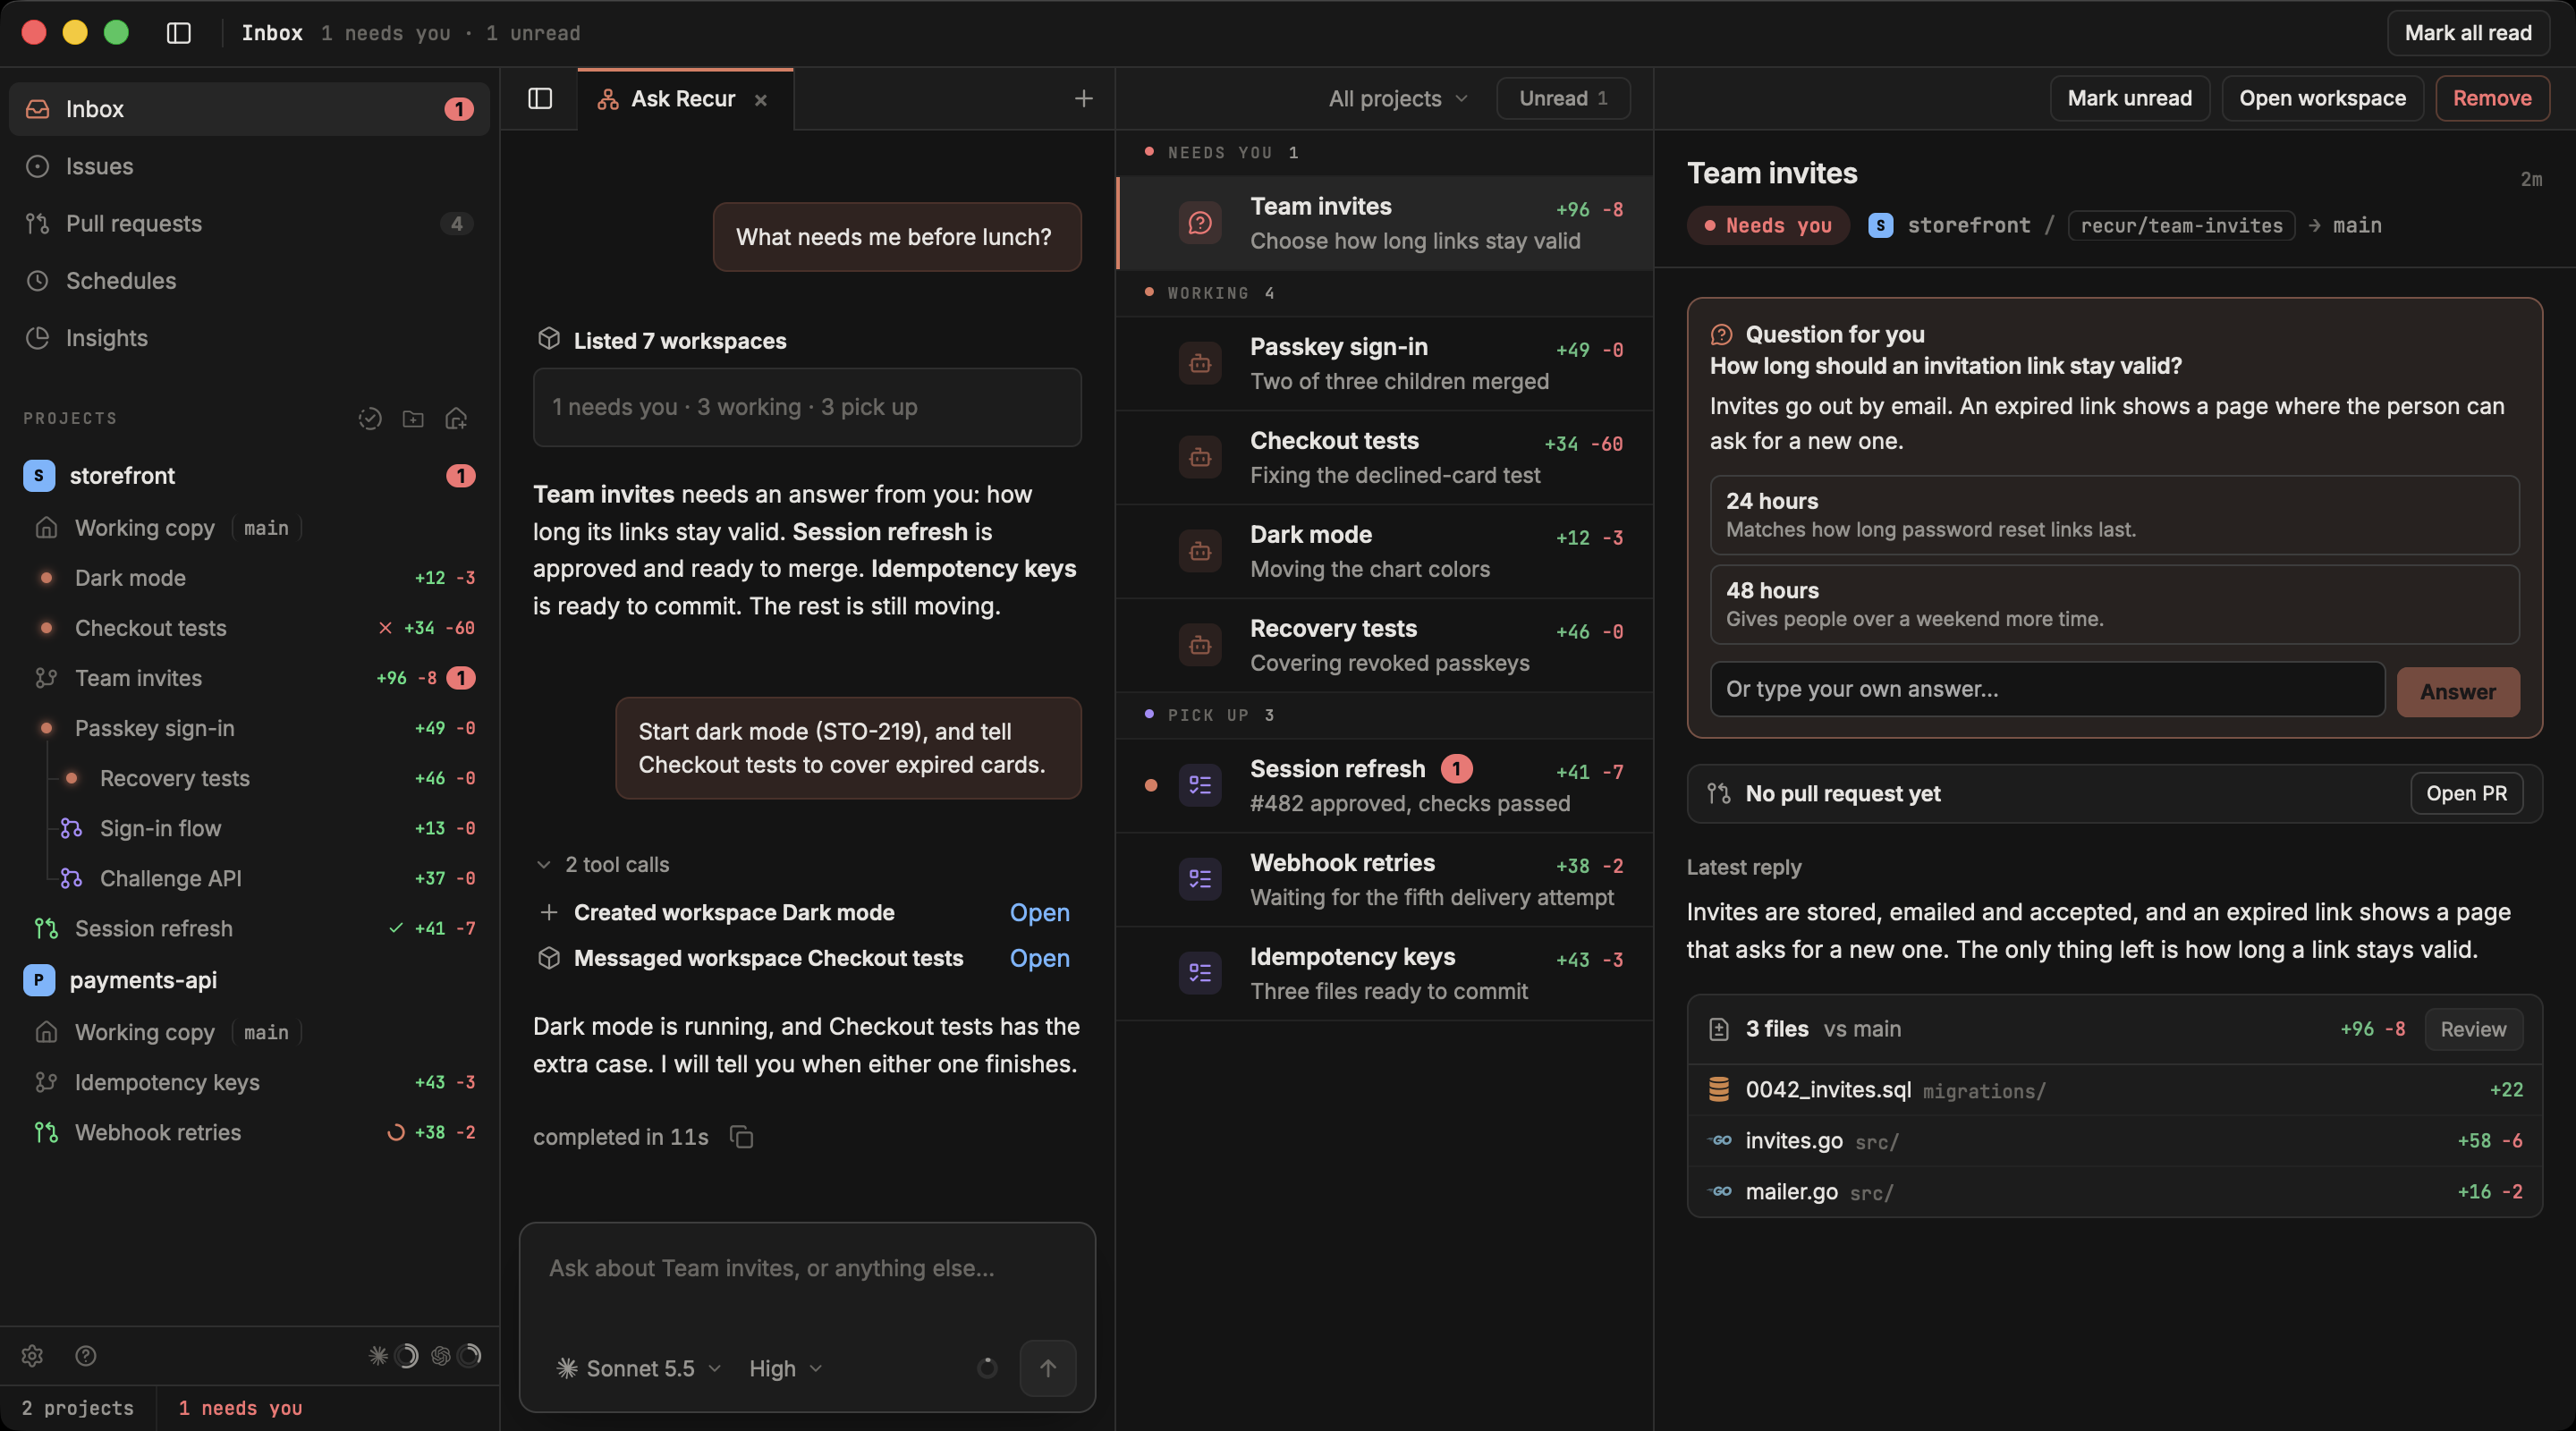 Inbox 1 needs you · 1 unread
Mark all read
Inbox 1
Issues
Pull requests 4
Schedules
Insights
PROJECTS
S storefront 1
Working copy main
Dark mode +12 -3
Checkout tests +34 -60
Team invites +96 -8 1
Passkey sign-in +49 -0
Recovery tests +46 -0
Sign-in flow +13 -0
Challenge API +37 -0
Session refresh +41 -7
P payments-api
Working copy main
Idempotency keys +43 -3
Webhook retries +38 -2
2 projects 1 needs you
Ask Recur
What needs me before lunch?
Listed 7 workspaces
1 needs you · 3 working · 3 pick up
Team invites needs an answer from you: how
long its links stay valid. Session refresh is
approved and ready to merge. Idempotency keys
is ready to commit. The rest is still moving.
Start dark mode (STO-219), and tell
Checkout tests to cover expired cards.
2 tool calls
Created workspace Dark mode Open
Messaged workspace Checkout tests Open
Dark mode is running, and Checkout tests has the
extra case. I will tell you when either one finishes.
completed in 11s
Ask about Team invites, or anything else...
Sonnet 5.5 High
All projects Unread 1
NEEDS YOU 1
Team invites +96 -8
Choose how long links stay valid
WORKING 4
Passkey sign-in +49 -0
Two of three children merged
Checkout tests +34 -60
Fixing the declined-card test
Dark mode +12 -3
Moving the chart colors
Recovery tests +46 -0
Covering revoked passkeys
PICK UP 3
Session refresh 1 +41 -7
#482 approved, checks passed
Webhook retries +38 -2
Waiting for the fifth delivery attempt
Idempotency keys +43 -3
Three files ready to commit
Mark unread Open workspace Remove
Team invites 2m
Needs you S storefront / recur/team-invites → main
Question for you
How long should an invitation link stay valid?
Invites go out by email. An expired link shows a page where the person can
ask for a new one.
24 hours
Matches how long password reset links last.
48 hours
Gives people over a weekend more time.
Or type your own answer... Answer
No pull request yet Open PR
Latest reply
Invites are stored, emailed and accepted, and an expired link shows a page
that asks for a new one. The only thing left is how long a link stays valid.
3 files vs main +96 -8 Review
0042_invites.sql migrations/ +22
GO invites.go src/ +58 -6
GO mailer.go src/ +16 -2